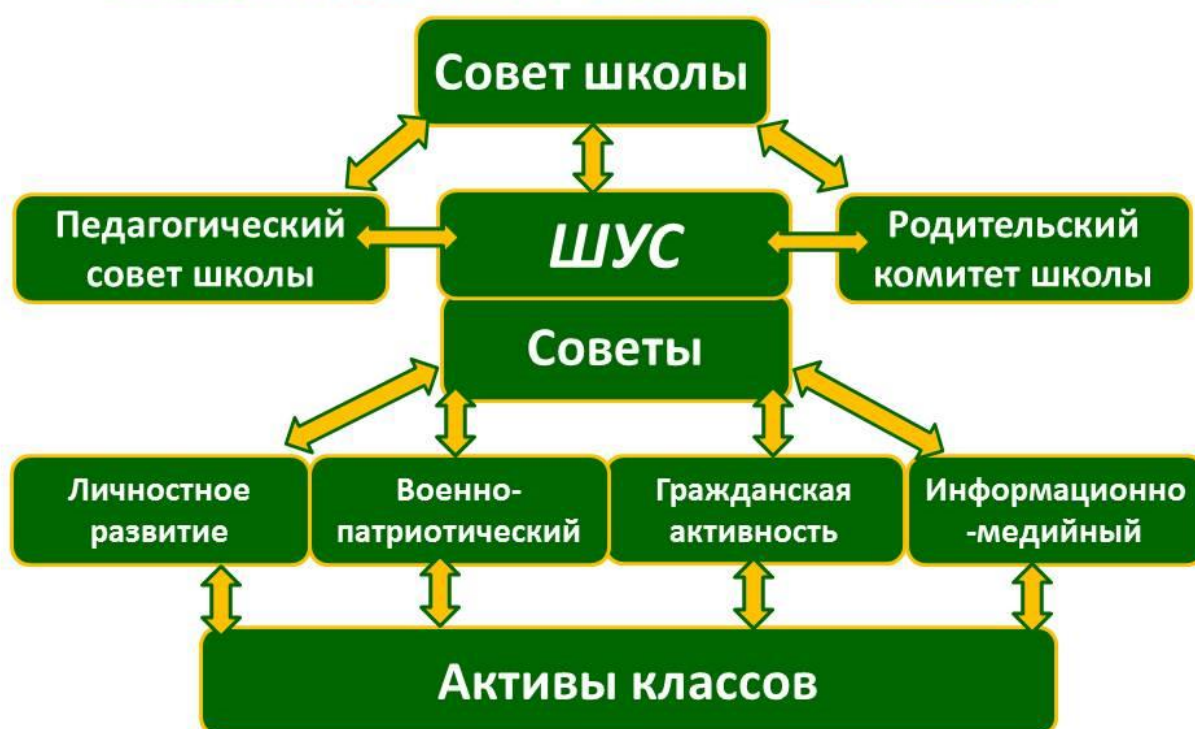 Совет школы
Педагогический
совет школы
ШУС
Родительский
комитет школы
Советы
Личностное
развитие
Военно-
патриотический
Гражданская
активность
Информационно
-медийный
Активы классов